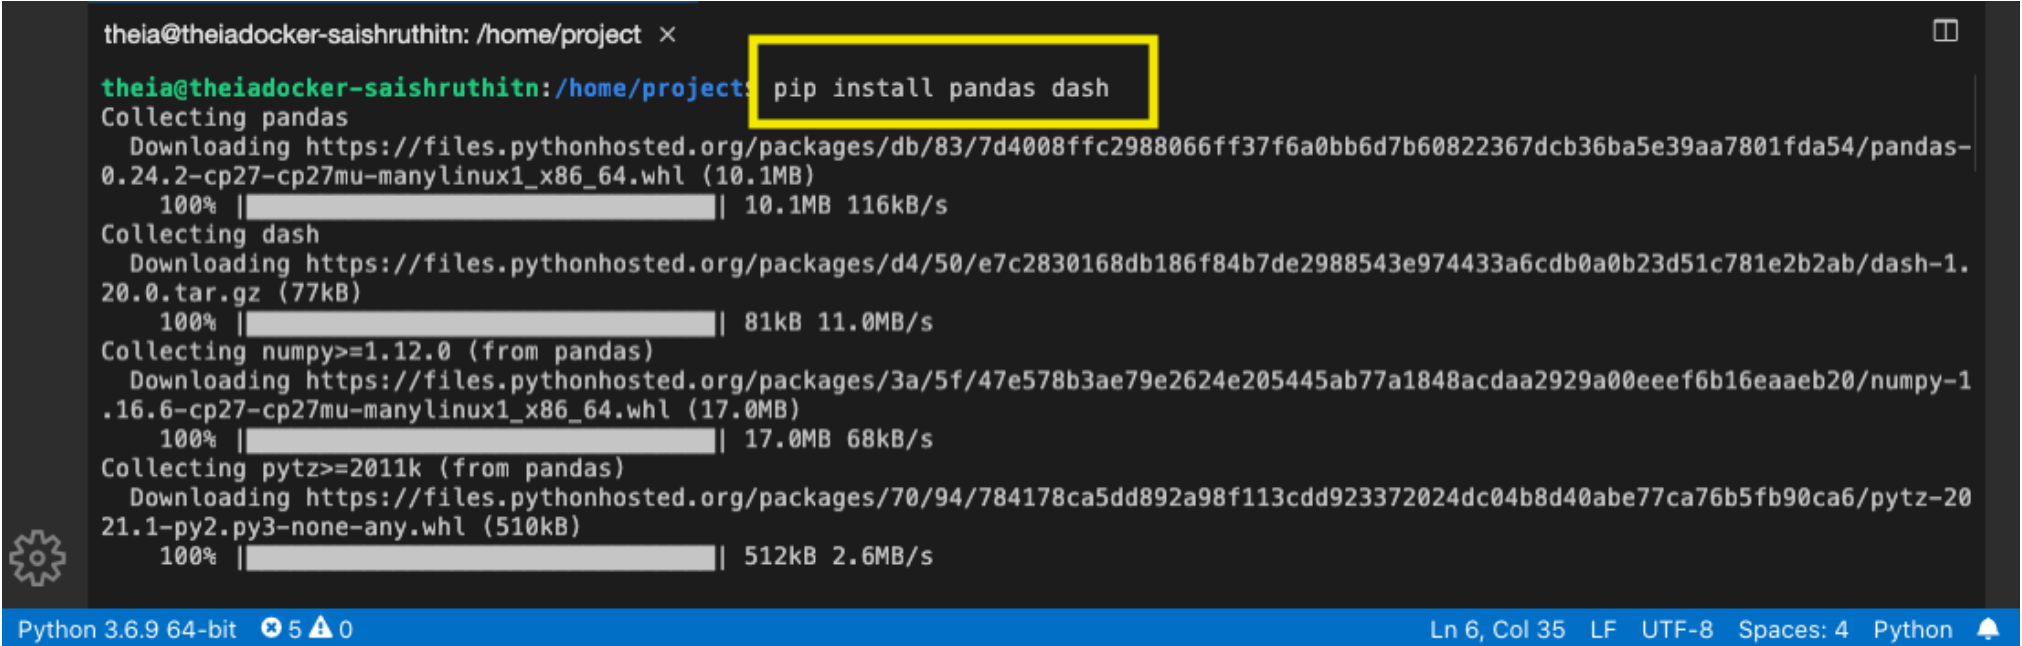 theia@theiadocker-saishruthitn: /home/project ×
theia@theiadocker-saishruthitn:/home/project$ pip install pandas dash
Collecting pandas
  Downloading https://files.pythonhosted.org/packages/db/83/7d4008ffc2988066ff37f6a0bb6d7b60822367dcb36ba5e39aa7801fda54/pandas-
0.24.2-cp27-cp27mu-manylinux1_x86_64.whl (10.1MB)
    100% || 10.1MB 116kB/s
Collecting dash
  Downloading https://files.pythonhosted.org/packages/d4/50/e7c2830168db186f84b7de2988543e974433a6cdb0a0b23d51c781e2b2ab/dash-1.
20.0.tar.gz (77kB)
    100% || 81kB 11.0MB/s
Collecting numpy>=1.12.0 (from pandas)
  Downloading https://files.pythonhosted.org/packages/3a/5f/47e578b3ae79e2624e205445ab77a1848acdaa2929a00eeef6b16eaaeb20/numpy-1
.16.6-cp27-cp27mu-manylinux1_x86_64.whl (17.0MB)
    100% || 17.0MB 68kB/s
Collecting pytz>=2011k (from pandas)
  Downloading https://files.pythonhosted.org/packages/70/94/784178ca5dd892a98f113cdd923372024dc04b8d40abe77ca76b5fb90ca6/pytz-20
21.1-py2.py3-none-any.whl (510kB)
    100% || 512kB 2.6MB/s
Python 3.6.9 64-bit 5 0 Ln 6, Col 35 LF UTF-8 Spaces: 4 Python